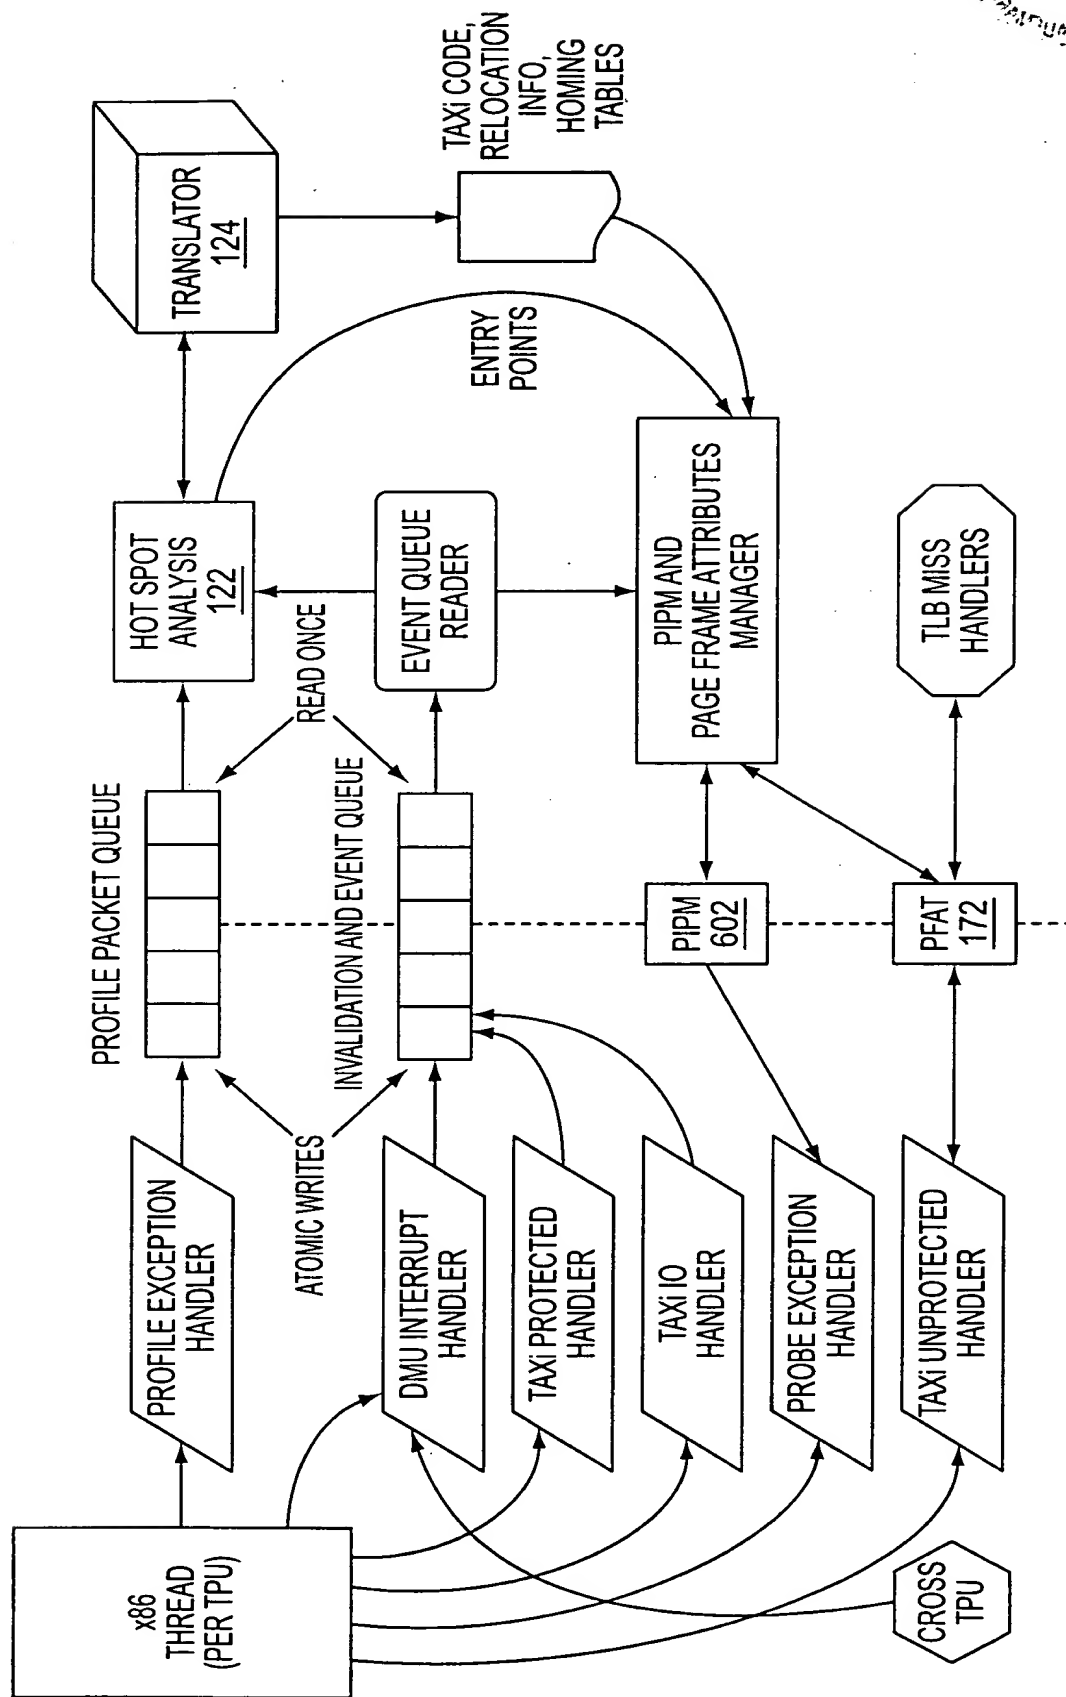 x86
THREAD
(PER TPU)
CROSS
TPU
PROFILE EXCEPTION
HANDLER
ATOMIC WRITES
DMU INTERRUPT
HANDLER
TAXi PROTECTED
HANDLER
TAXi IO
HANDLER
PROBE EXCEPTION
HANDLER
TAXi UNPROTECTED
HANDLER
PROFILE PACKET QUEUE
INVALIDATION AND EVENT QUEUE
PIPM
602
PFAT
172
READ ONCE
HOT SPOT
ANALYSIS
122
EVENT QUEUE
READER
PIPM AND
PAGE FRAME ATTRIBUTES
MANAGER
TLB MISS
HANDLERS
ENTRY
POINTS
TRANSLATOR
124
TAXi CODE,
RELOCATION
INFO,
HOMING
TABLES